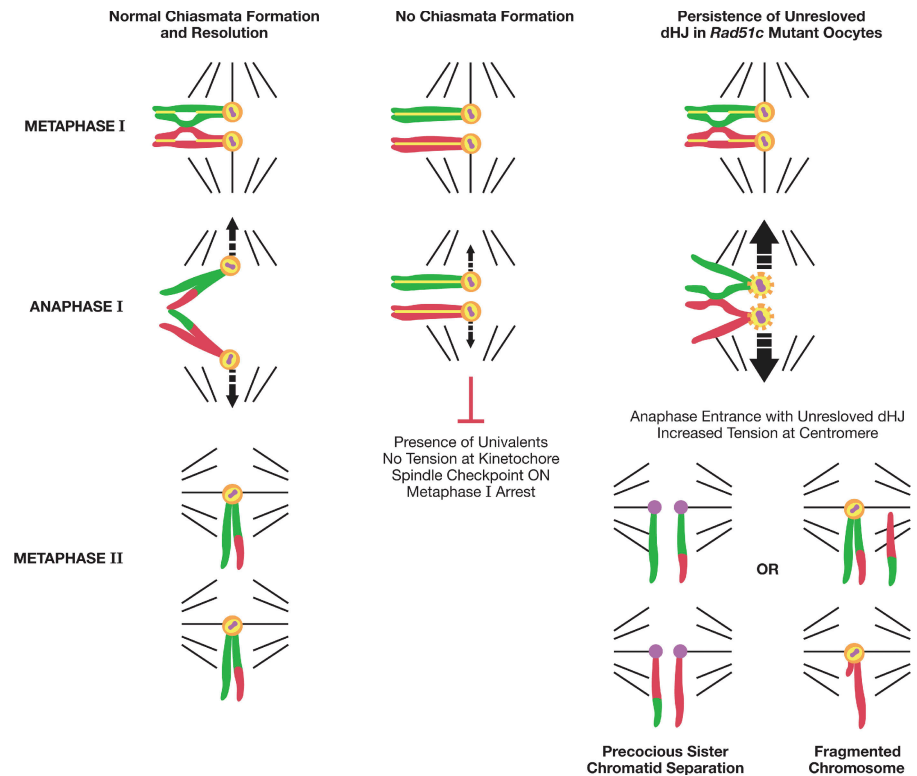 Normal Chiasmata Formation
and Resolution
No Chiasmata Formation
Persistence of Unresloved
dHJ in Rad51c Mutant Oocytes
METAPHASE I
ANAPHASE I
Presence of Univalents
No Tension at Kinetochore
Spindle Checkpoint ON
Metaphase I Arrest
Anaphase Entrance with Unresloved dHJ
Increased Tension at Centromere
METAPHASE II
OR
Precocious Sister
Chromatid Separation
Fragmented
Chromosome